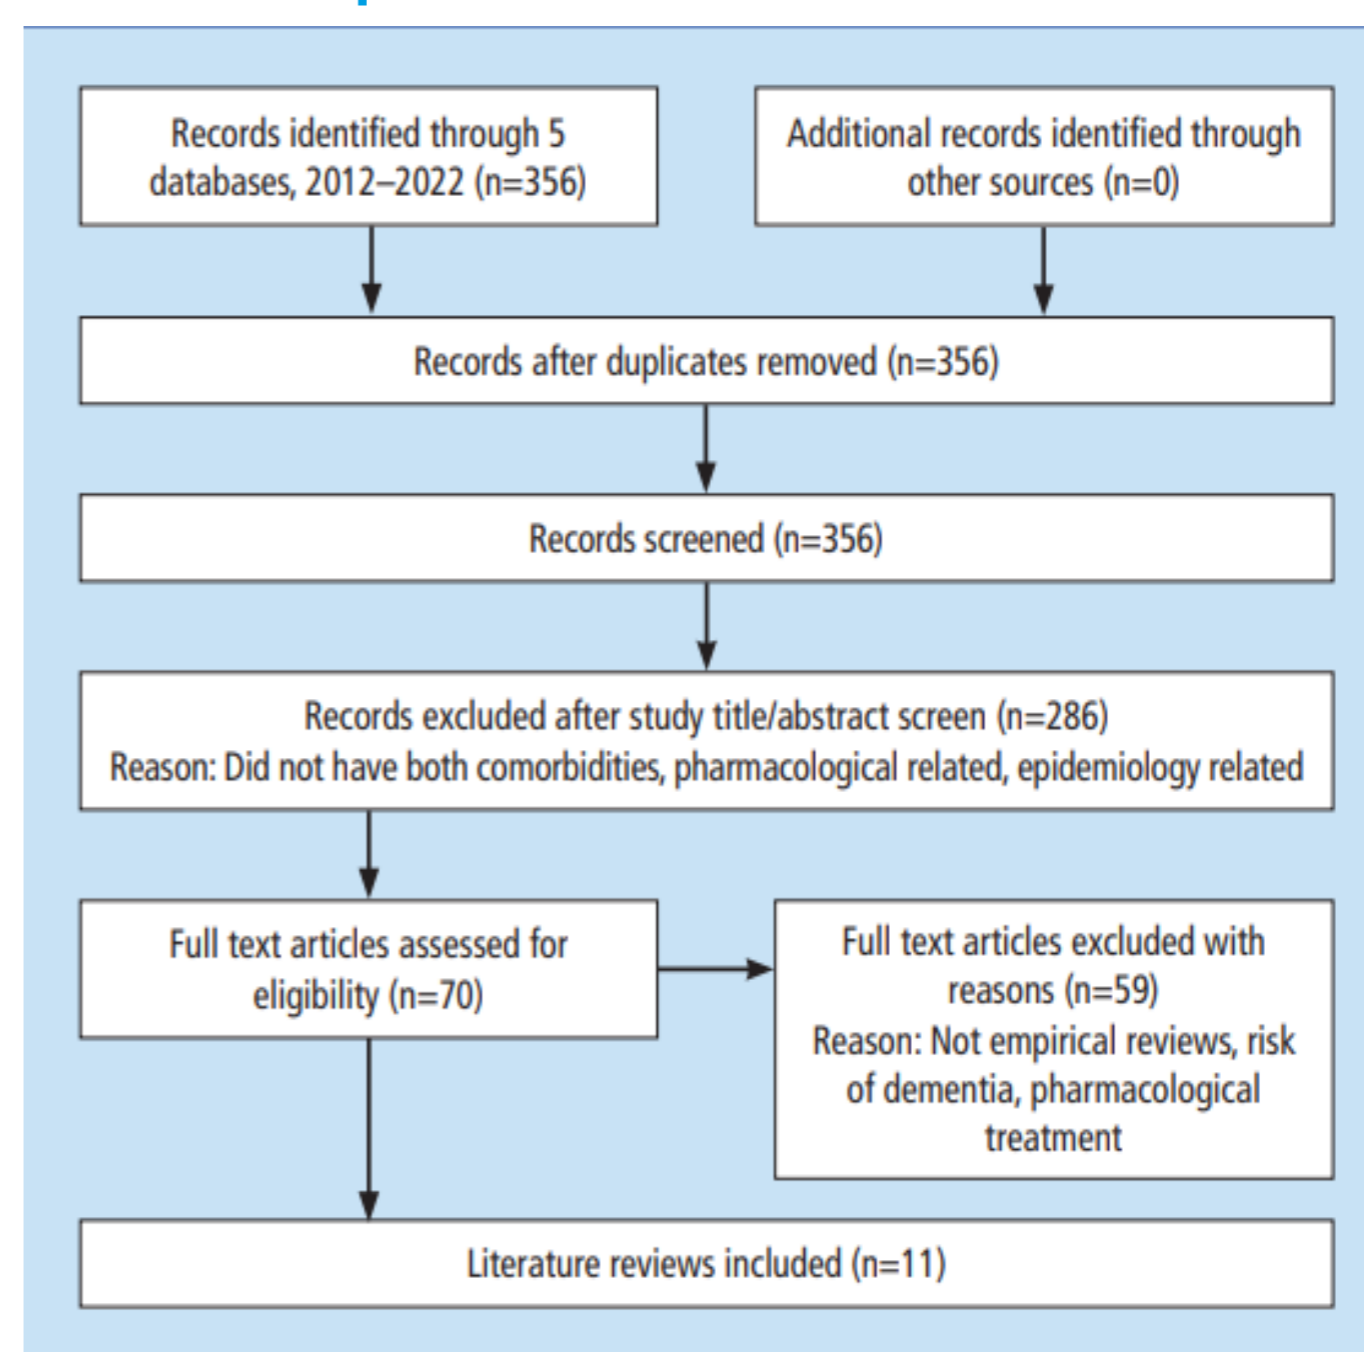 Records identified through 5
databases, 2012–2022 (n=356)
Additional records identified through
other sources (n=0)
Records after duplicates removed (n=356)
Records screened (n=356)
Records excluded after study title/abstract screen (n=286)
Reason: Did not have both comorbidities, pharmacological related, epidemiology related
Full text articles assessed for
eligibility (n=70)
Full text articles excluded with
reasons (n=59)
Reason: Not empirical reviews, risk
of dementia, pharmacological
treatment
Literature reviews included (n=11)